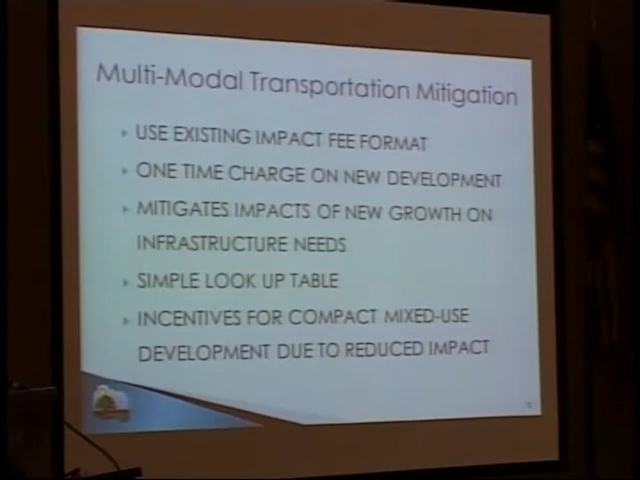 Multi-Modal Transportation Mitigation
USE EXISTING IMPACT FEE FORMAT
ONE TIME CHARGE ON NEW DEVELOPMENT
MITIGATES IMPACTS OF NEW GROWTH ON
INFRASTRUCTURE NEEDS
SIMPLE LOOK UP TABLE
INCENTIVES FOR COMPACT MIXED-USE
DEVELOPMENT DUE TO REDUCED IMPACT